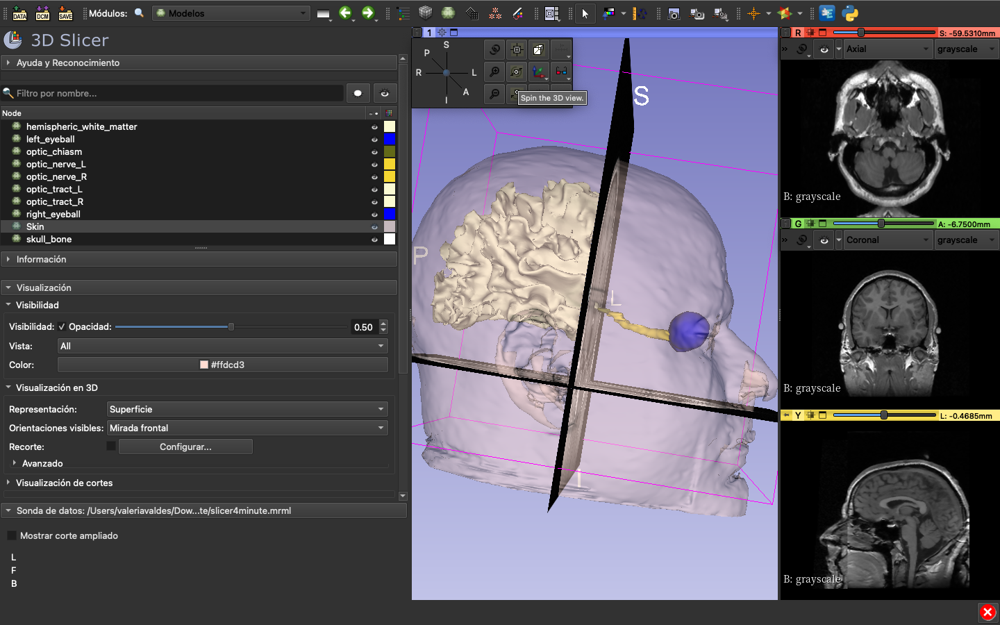 DATA
DCM
SAVE
Módulos:
Modelos
3D Slicer
Ayuda y Reconocimiento
Filtro por nombre...
Node
hemispheric_white_matter
left_eyeball
optic_chiasm
optic_nerve_L
optic_nerve_R
optic_tract_L
optic_tract_R
right_eyeball
Skin
skull_bone
Información
Visualización
Visibilidad
Visibilidad: Opacidad: 0.50
Vista: All
Color: #ffdcd3
Visualización en 3D
Representación: Superficie
Orientaciones visibles: Mirada frontal
Recorte: Configurar...
Avanzado
Visualización de cortes
Sonda de datos: /Users/valeriavaldes/Dow...te/slicer4minute.mrml
Mostrar corte ampliado
L
F
B
1
S
P
R L
A
I
Spin the 3D view.
S
P
L
I
R S: -59.5310mm
Axial grayscale
B: grayscale
G A: -6.7500mm
Coronal grayscale
B: grayscale
Y L: -0.4685mm
B: grayscale